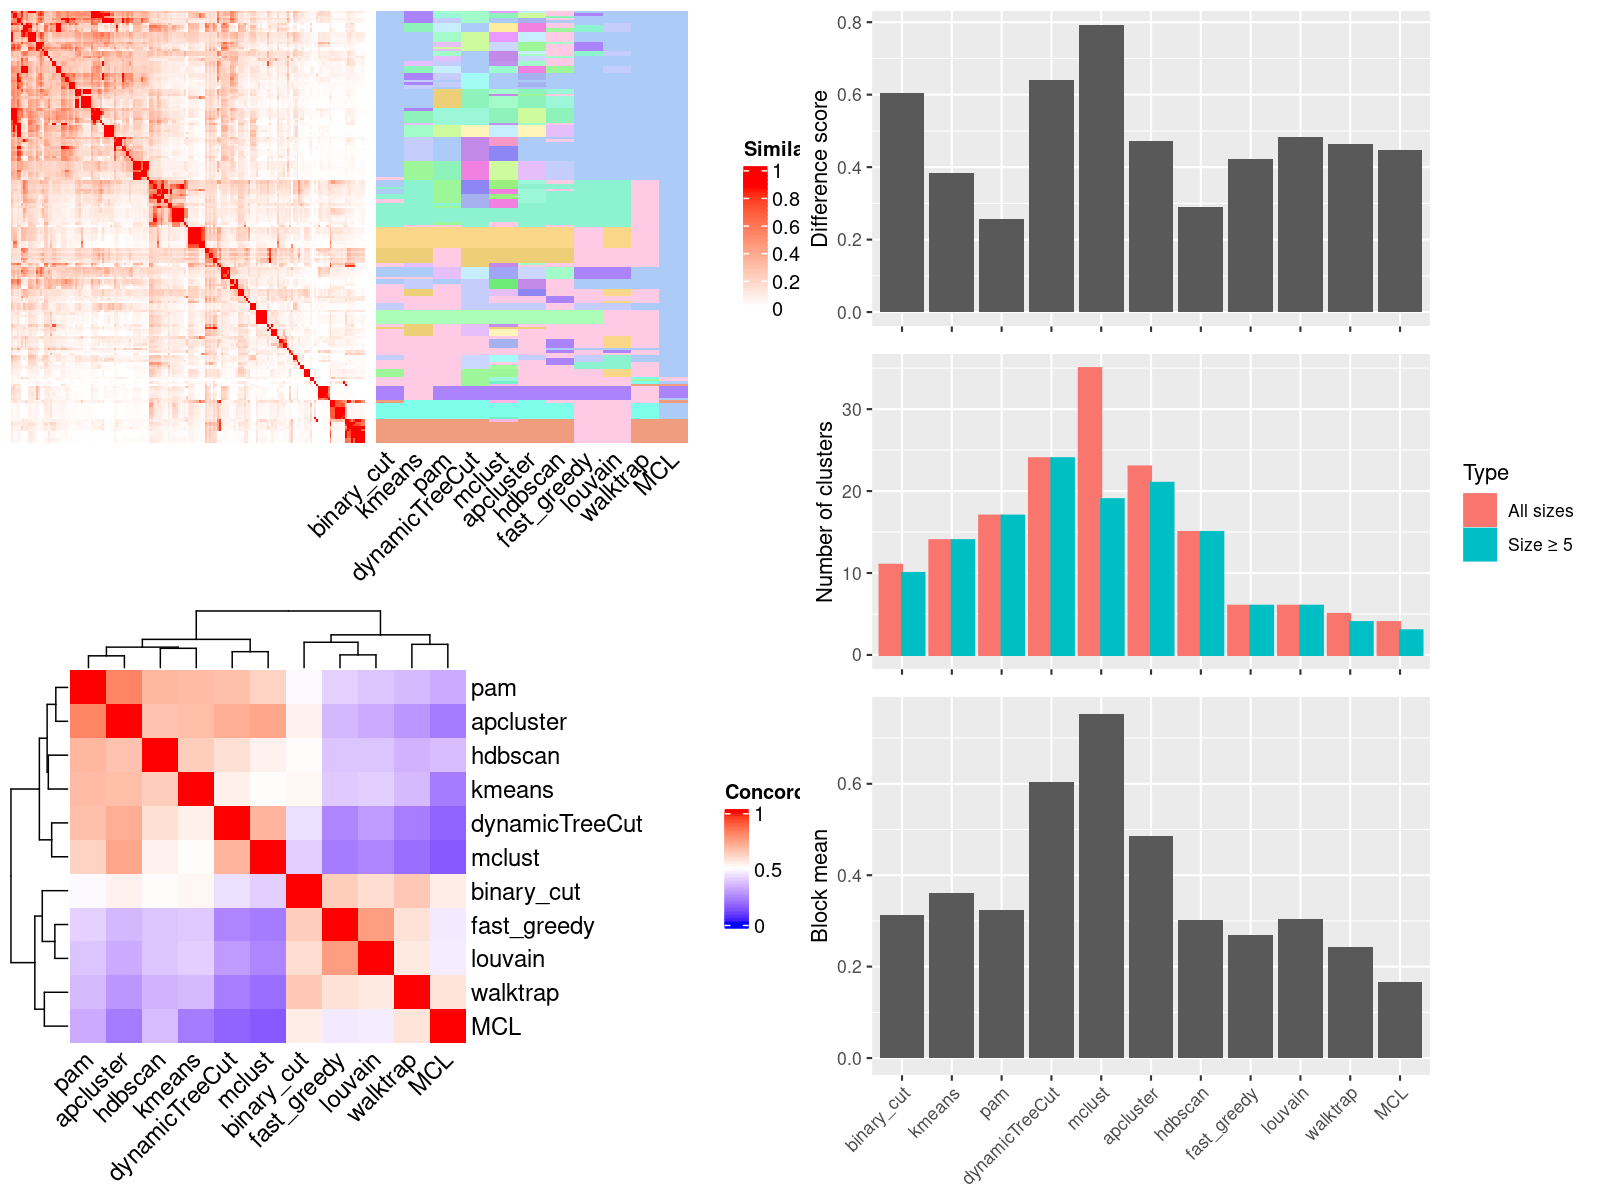 Simila
1
0.8
0.6
0.4
0.2
0
binary_cut
kmeans
pam
dynamicTreeCut
mclust
apcluster
hdbscan
fast_greedy
louvain
walktrap
MCL
pam
apcluster
hdbscan
kmeans
dynamicTreeCut
mclust
binary_cut
fast_greedy
louvain
walktrap
MCL
pam
apcluster
hdbscan
kmeans
dynamicTreeCut
mclust
binary_cut
fast_greedy
louvain
walktrap
MCL
Concord
1
0.5
0
Difference score
0.8
0.6
0.4
0.2
0.0
Number of clusters
30
20
10
0
Type
All sizes
Size ≥ 5
Block mean
0.6
0.4
0.2
0.0
binary_cut
kmeans
pam
dynamicTreeCut
mclust
apcluster
hdbscan
fast_greedy
louvain
walktrap
MCL